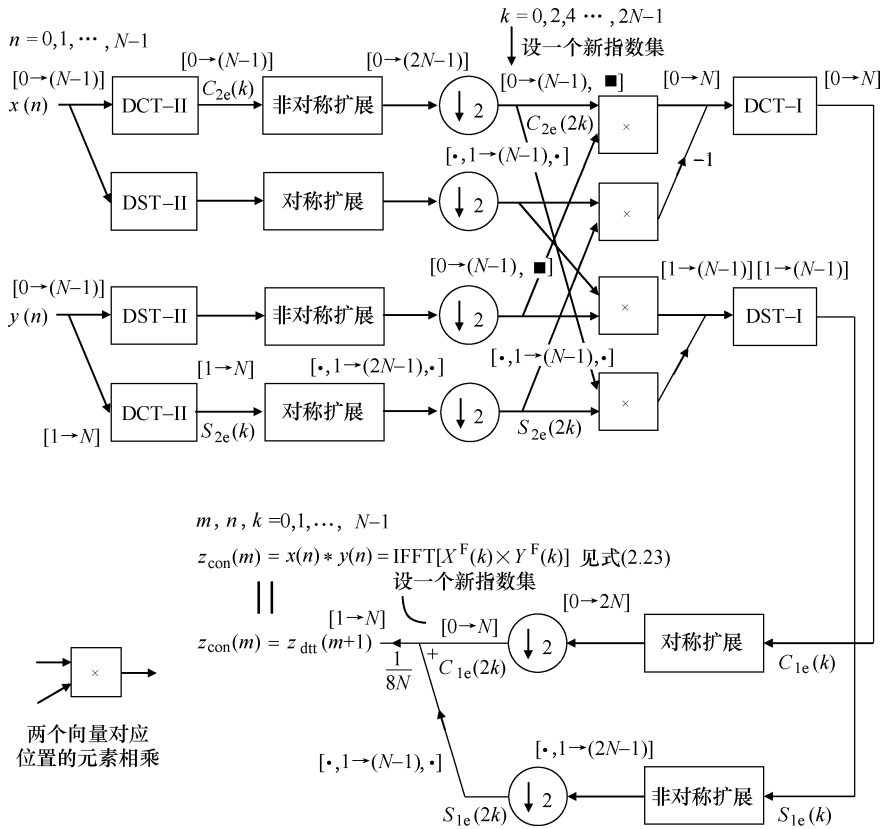 k = 0,2,4 ⋯ , 2N–1
n = 0,1, ⋯ , N–1
设一个新指数集
[0→(N–1)]
[0→(N–1)]
[0→(2N–1)]
[0→(N–1), ■]
[0→N]
[0→N]
x (n)
DCT–II
C2e(k)
非对称扩展
↓ 2
C2e(2k)
×
DCT–I
[•,1→(N–1),•]
–1
DST–II
对称扩展
↓ 2
×
[0→(N–1)]
[0→(N–1), ■]
[1→(N–1)]
[1→(N–1)]
y (n)
DST–II
非对称扩展
↓ 2
×
DST–I
[1→N]
[•,1→(2N–1),•]
[•,1→(N–1),•]
DCT–II
对称扩展
↓ 2
×
[1→N]
S2e(k)
S2e(2k)
m , n , k =0,1, …, N–1
zcon(m) = x(n)∗ y(n) = IFFT[X^F(k)×Y^F(k)] 见式(2.23)
设一个新指数集
[1→N]
[0→N]
[0→2N]
zcon(m) = z dtt(m+1)
1/8N
+
C1e(2k)
↓ 2
对称扩展
C1e(k)
×
两个向量对应
位置的元素相乘
[•,1→(N–1),•]
[•,1→(2N–1)]
S1e(2k)
↓ 2
非对称扩展
S1e(k)